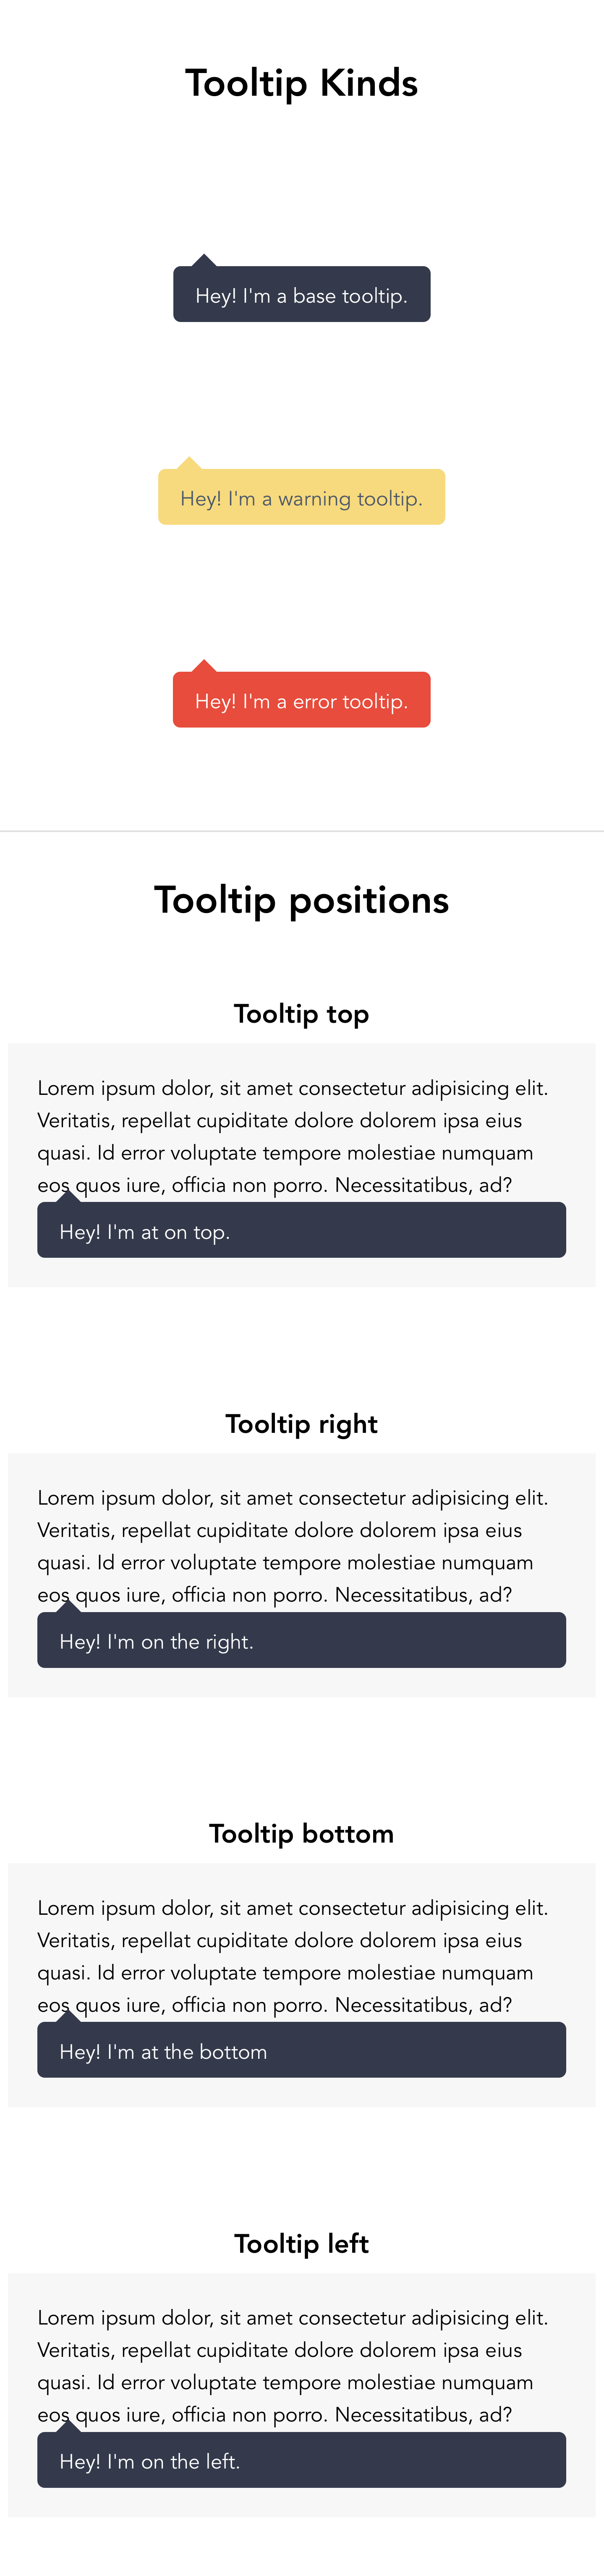 Tooltip Kinds
Hey! I'm a base tooltip.
Hey! I'm a warning tooltip.
Hey! I'm a error tooltip.
Tooltip positions
Tooltip top
Lorem ipsum dolor, sit amet consectetur adipisicing elit.
Veritatis, repellat cupiditate dolore dolorem ipsa eius
quasi. Id error voluptate tempore molestiae numquam
eos quos iure, officia non porro. Necessitatibus, ad?
Hey! I'm at on top.
Tooltip right
Lorem ipsum dolor, sit amet consectetur adipisicing elit.
Veritatis, repellat cupiditate dolore dolorem ipsa eius
quasi. Id error voluptate tempore molestiae numquam
eos quos iure, officia non porro. Necessitatibus, ad?
Hey! I'm on the right.
Tooltip bottom
Lorem ipsum dolor, sit amet consectetur adipisicing elit.
Veritatis, repellat cupiditate dolore dolorem ipsa eius
quasi. Id error voluptate tempore molestiae numquam
eos quos iure, officia non porro. Necessitatibus, ad?
Hey! I'm at the bottom
Tooltip left
Lorem ipsum dolor, sit amet consectetur adipisicing elit.
Veritatis, repellat cupiditate dolore dolorem ipsa eius
quasi. Id error voluptate tempore molestiae numquam
eos quos iure, officia non porro. Necessitatibus, ad?
Hey! I'm on the left.